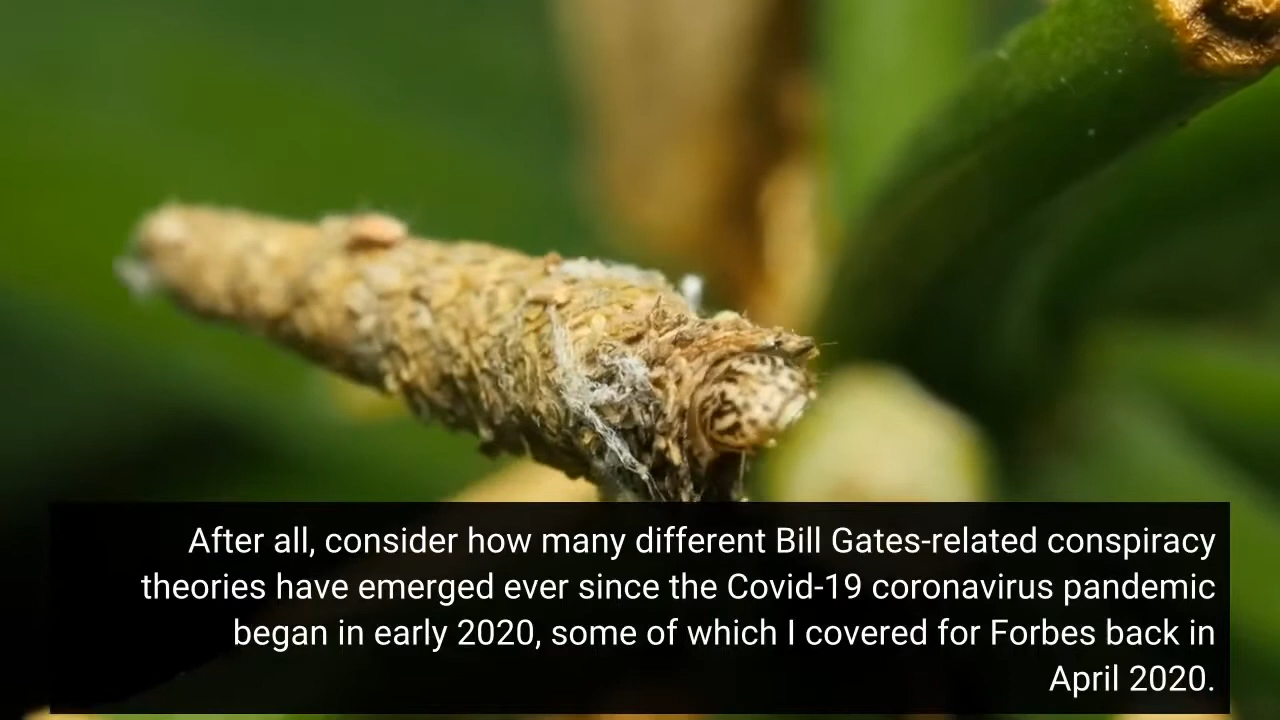 After all, consider how many different Bill Gates-related conspiracy
theories have emerged ever since the Covid-19 coronavirus pandemic
began in early 2020, some of which I covered for Forbes back in
April 2020.